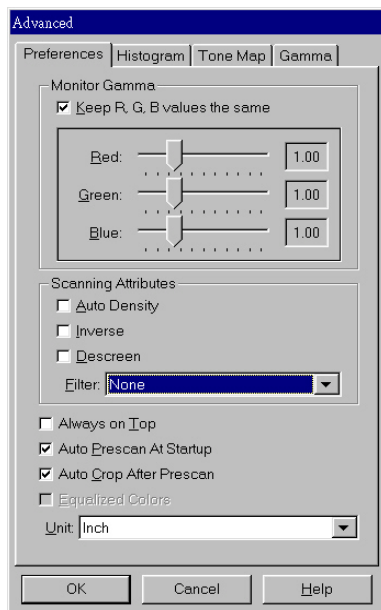 Advanced
Preferences Histogram Tone Map Gamma
Monitor Gamma
Keep R, G, B values the same
Red: 1.00
Green: 1.00
Blue: 1.00
Scanning Attributes
Auto Density
Inverse
Descreen
Filter: None
Always on Top
Auto Prescan At Startup
Auto Crop After Prescan
Equalized Colors
Unit: Inch
OK Cancel Help